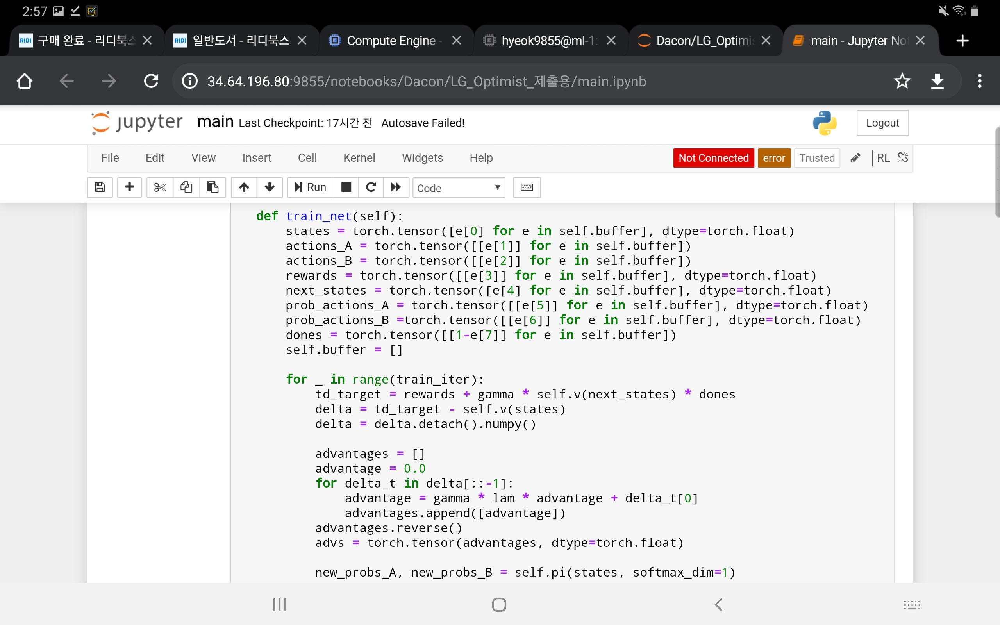 2:57
RIDI 구매 완료 - 리디북스
RIDI 일반도서 - 리디북스
Compute Engine -
hyeok9855@ml-1:
Dacon/LG_Optimi
main - Jupyter Not
34.64.196.80:9855/notebooks/Dacon/LG_Optimist_제출용/main.ipynb
jupyter main Last Checkpoint: 17시간 전 Autosave Failed!
Logout
File Edit View Insert Cell Kernel Widgets Help
Not Connected error Trusted RL
Run Code
def train_net(self):
states = torch.tensor([e[0] for e in self.buffer], dtype=torch.float)
actions_A = torch.tensor([[e[1]] for e in self.buffer])
actions_B = torch.tensor([[e[2]] for e in self.buffer])
rewards = torch.tensor([[e[3]] for e in self.buffer], dtype=torch.float)
next_states = torch.tensor([e[4] for e in self.buffer], dtype=torch.float)
prob_actions_A = torch.tensor([[e[5]] for e in self.buffer], dtype=torch.float)
prob_actions_B =torch.tensor([[e[6]] for e in self.buffer], dtype=torch.float)
dones = torch.tensor([[1-e[7]] for e in self.buffer])
self.buffer = []
for _ in range(train_iter):
td_target = rewards + gamma * self.v(next_states) * dones
delta = td_target - self.v(states)
delta = delta.detach().numpy()
advantages = []
advantage = 0.0
for delta_t in delta[::-1]:
advantage = gamma * lam * advantage + delta_t[0]
advantages.append([advantage])
advantages.reverse()
advs = torch.tensor(advantages, dtype=torch.float)
new_probs_A, new_probs_B = self.pi(states, softmax_dim=1)